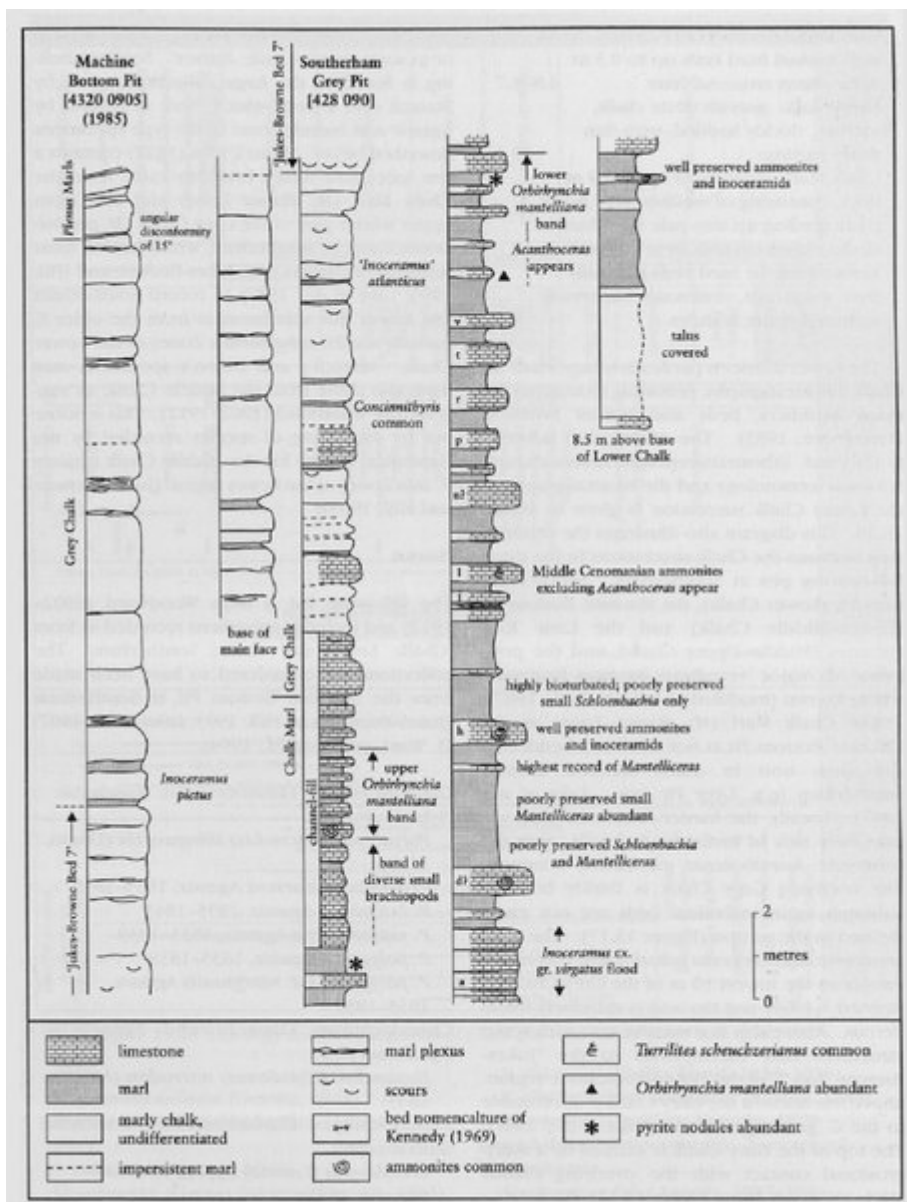 Machine
Bottom Pit
[4320 0905]
(1985)
Jukes-Browne Bed 7
Southerham
Grey Pit
[428 090]
Plenus Marl
angular
disconformity
of 15°
'Inoceramus'
atlanticus
Concinnithyris
common
Grey Chalk
base of
main face
Grey Chalk
Chalk Marl
channel-fill
Inoceramus
pictus
'Jukes-Browne Bed 7'
upper
Orbirhynchia
mantelliana
band
band of
diverse small
brachiopods
lower
Orbirhynchia
mantelliana
band
Acanthoceras
appears
v
t
r
p
n?
l
j
h
d?
a
Middle Cenomanian ammonites
excluding Acanthoceras appear
highly bioturbated; poorly preserved
small Schloenbachia only
well preserved ammonites
and inoceramids
highest record of Mantelliceras
poorly preserved small
Mantelliceras abundant
poorly preserved Schloenbachia
and Mantelliceras
Inoceramus ex.
gr. virgatus flood
well preserved ammonites
and inoceramids
talus
covered
8.5 m above base
of Lower Chalk
2
metres
0
limestone
arl
marly chalk,
undifferentiated
impersistent marl
marl plexus
scours
bed nomenculture of
Kennedy (1969)
ammonites common
Turrilites scheuchzerianus common
Orbirhynchia mantelliana abundant
pyrite nodules abundant